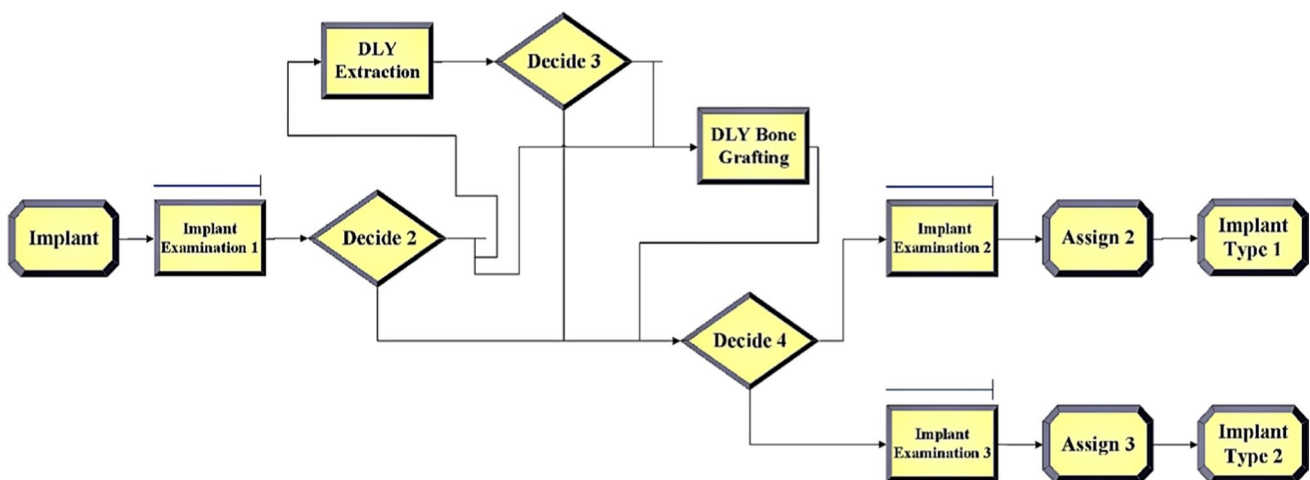 DLY
Extraction
Decide 3
DLY Bone
Grafting
Implant
Implant
Examination 1
Decide 2
Implant
Examination 2
Assign 2
Implant
Type 1
Decide 4
Implant
Examination 3
Assign 3
Implant
Type 2